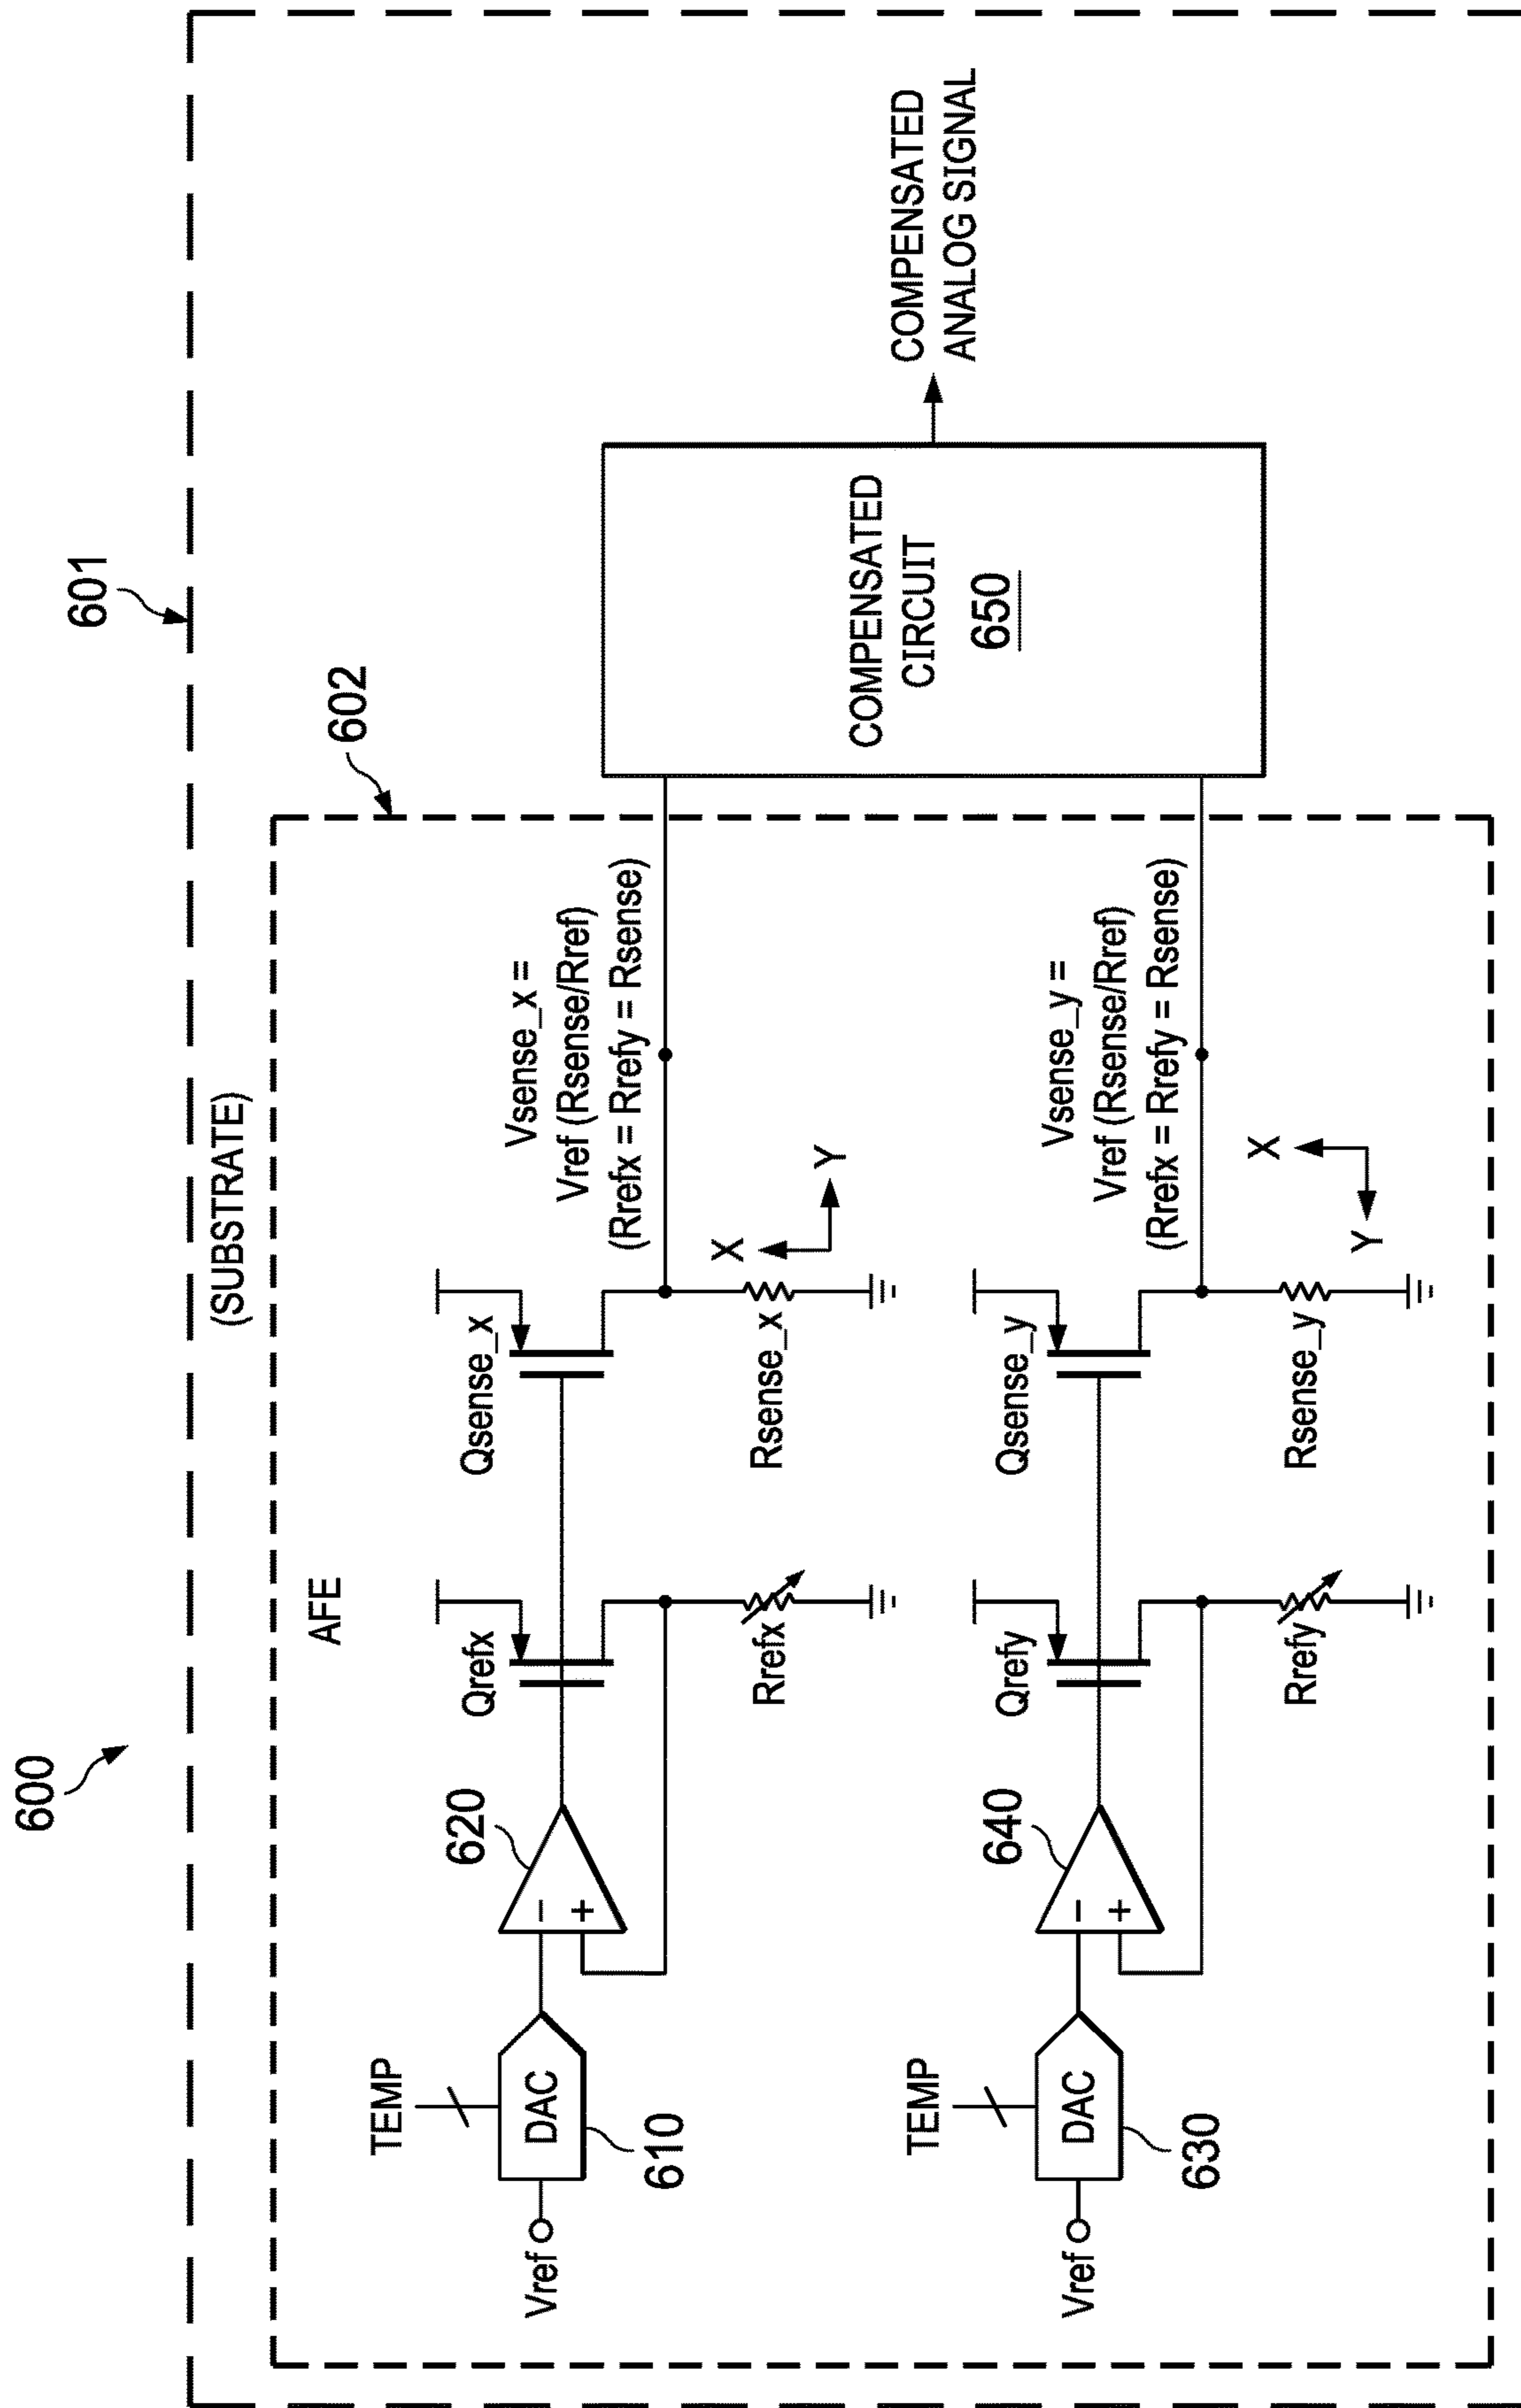 600
601
(SUBSTRATE)
602
AFE
TEMP
Vref
DAC
610
620
− +
Qrefx
Rrefx
Qsense_x
Rsense_x
X
Y
Vsense_x =
Vref (Rsense/Rref)
(Rrefx = Rrefy = Rsense)
TEMP
Vref
DAC
630
640
− +
Qrefy
Rrefy
Qsense_y
Rsense_y
X
Y
Vsense_y =
Vref (Rsense/Rref)
(Rrefx = Rrefy = Rsense)
COMPENSATED
CIRCUIT
650
COMPENSATED
ANALOG SIGNAL